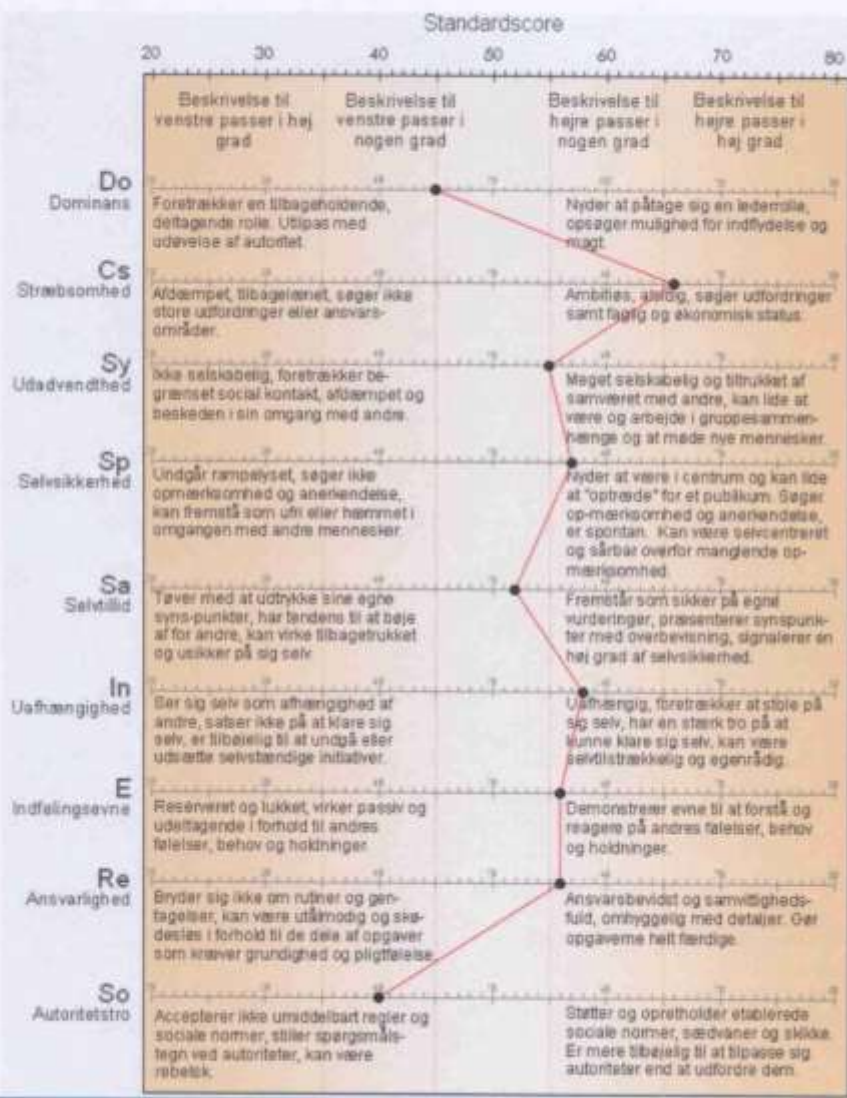 Standardscore
20 30 40 50 60 70 80
Beskrivelse til
venstre passer i høj
grad
Beskrivelse til
venstre passer i
nogen grad
Beskrivelse til
højre passer i
nogen grad
Beskrivelse til
højre passer i
høj grad
Do
Dominans
Foretrækker en tilbageholdende,
deltagende rolle. Utilpas med
udøvelse af autoritet.
Nyder at påtage sig en lederrolle,
opsøger mulighed for indflydelse og
magt.
Cs
Stræbsomhed
Afdæmpet, tilbagelænet, søger ikke
store udfordringer eller ansvars-
områder.
Ambitiøs, alsidig, søger udfordringer
samt faglig og økonomisk status.
Sy
Udadvendthed
Ikke selskabelig, foretrækker be-
grænset social kontakt, afdæmpet og
beskeden i sin omgang med andre.
Meget selskabelig og tiltrukket af
samværet med andre, kan lide at
være og arbejde i gruppesammen-
hænge og at møde nye mennesker.
Sp
Selvsikkerhed
Undgår rampelyset, søger ikke
opmærksomhed og anerkendelse,
kan fremstå som ufri eller hæmmet i
omgangen med andre mennesker.
Nyder at være i centrum og kan lide
at "optræde" for et publikum. Søger
op-mærksomhed og anerkendelse,
er spontan. Kan være selvcentreret
og sårbar overfor manglende op-
mærksomhed.
Sa
Selvtillid
Tøver med at udtrykke sine egne
syns-punkter, har tendens til at bøje
af for andre, kan virke tilbagetrukket
og usikker på sig selv.
Fremstår som sikker på egne
vurderinger, præsenterer synspunk-
ter med overbevisning, signalerer en
høj grad af selvsikkerhed.
In
Uafhængighed
Ser sig selv som afhængighed af
andre, satser ikke på at klare sig
selv, er tilbøjelig til at undgå eller
udsætte selvstændige initiativer.
Uafhængig, foretrækker at stole på
sig selv, har en stærk tro på at
kunne klare sig selv, kan være
selvtilstrækkelig og egenrådig.
E
Indfølingsevne
Reserveret og lukket, virker passiv og
udeltagende i forhold til andres
følelser, behov og holdninger.
Demonstrerer evne til at forstå og
reagere på andres følelser, behov
og holdninger.
Re
Ansvarlighed
Bryder sig ikke om rutiner og gen-
tagelser, kan være utålmodig og skø-
desløs i forhold til de dele af opgaver
som kræver grundighed og pligtfølelse.
Ansvarsbevidst og samvittigheds-
fuld, omhyggelig med detaljer. Gør
opgaverne helt færdige.
So
Autoritetstro
Accepterer ikke umiddelbart regler og
sociale normer, stiller spørgsmåls-
tegn ved autoriteter, kan være
rebelsk.
Støtter og opretholder etablerede
sociale normer, sædvaner og skikke.
Er mere tilbøjelig til at tilpasse sig
autoriteter end at udfordre dem.